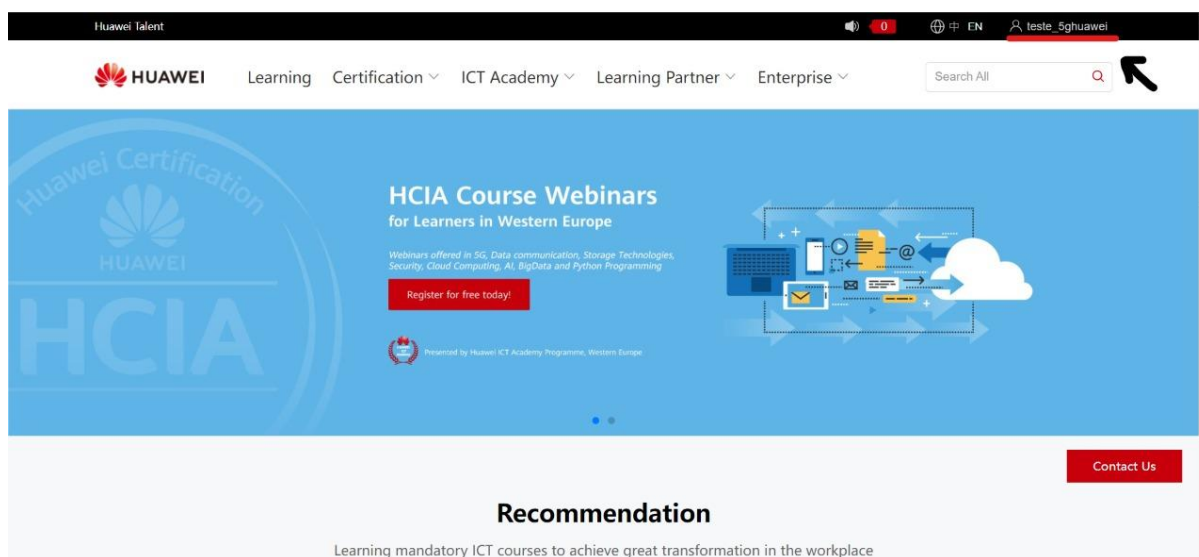 Huawei Talent
0
中 EN
teste_5ghuawei
HUAWEI
Learning
Certification
ICT Academy
Learning Partner
Enterprise
Search All
Huawei Certification
HUAWEI
HCIA
HCIA Course Webinars
for Learners in Western Europe
Webinars offered in 5G, Data communication, Storage Technologies,
Security, Cloud Computing, AI, BigData and Python Programming
Register for free today!
Presented by Huawei ICT Academy Programme, Western Europe
@
Contact Us
Recommendation
Learning mandatory ICT courses to achieve great transformation in the workplace